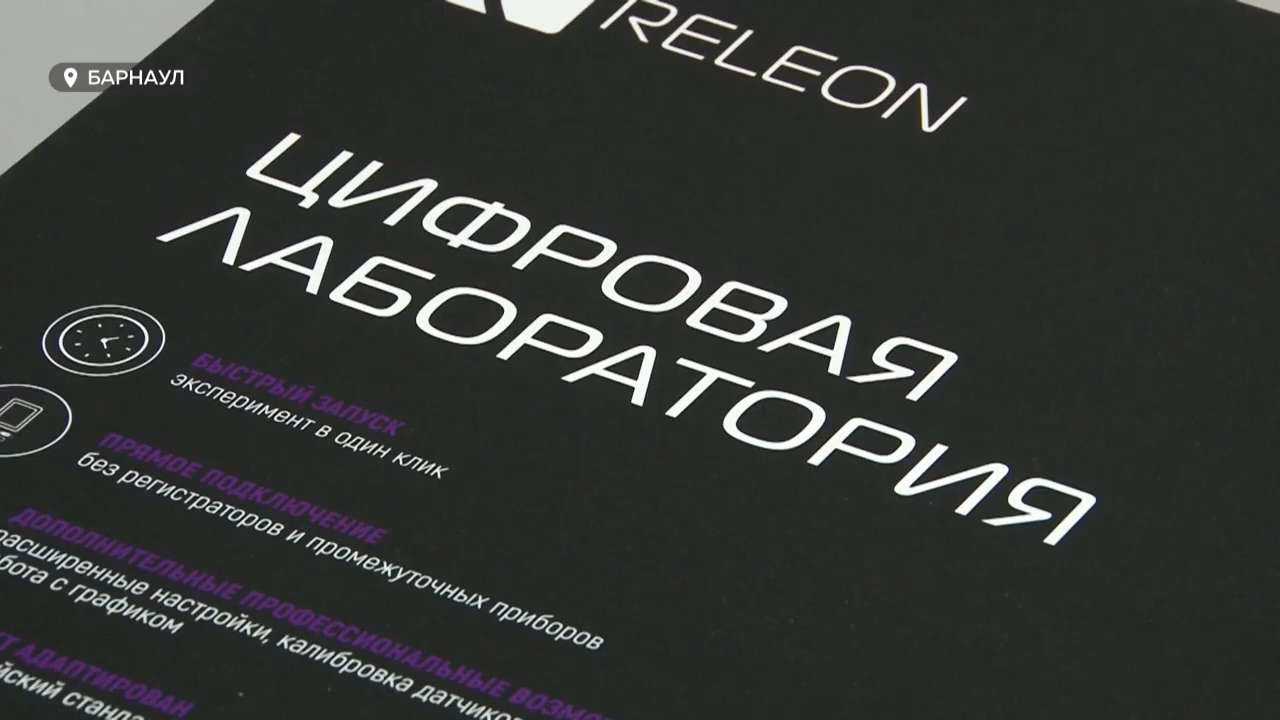 БАРНАУЛ
RELEON
ЦИФРОВАЯ
ЛАБОРАТОРИЯ
БЫСТРЫЙ ЗАПУСК
эксперимент в один клик
ПРЯМОЕ ПОДКЛЮЧЕНИЕ
без регистраторов и промежуточных приборов
ДОПОЛНИТЕЛЬНЫЕ ПРОФЕССИОНАЛЬНЫЕ
расширенные настройки, калибровка датчиков
с графиком
АДАПТИРОВАН